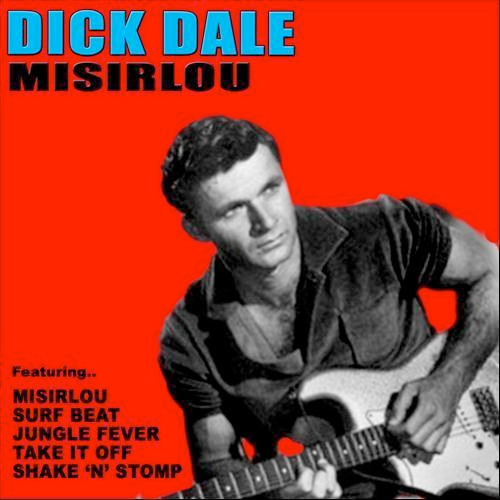 DICK DALE
MISIRLOU
Featuring..
MISIRLOU
SURF BEAT
JUNGLE FEVER
TAKE IT OFF
SHAKE ‘N’ STOMP